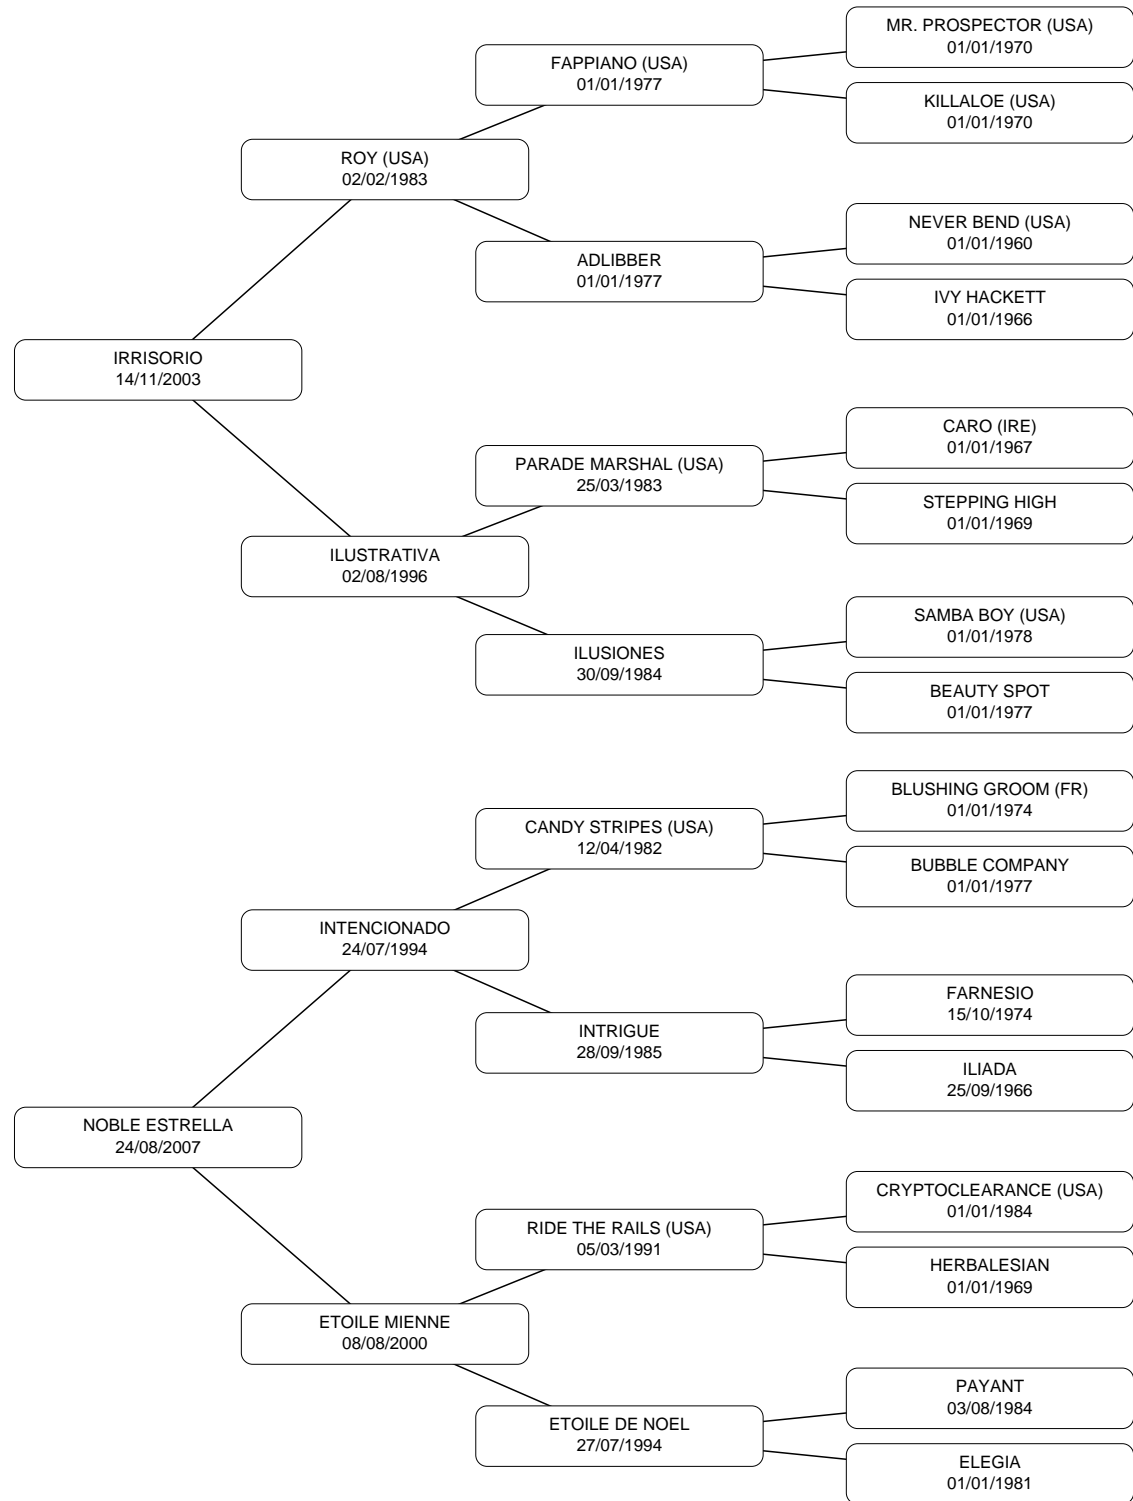 MR. PROSPECTOR (USA)
01/01/1970
FAPPIANO (USA)
01/01/1977
KILLALOE (USA)
01/01/1970
ROY (USA)
02/02/1983
NEVER BEND (USA)
01/01/1960
ADLIBBER
01/01/1977
IVY HACKETT
01/01/1966
IRRISORIO
14/11/2003
CARO (IRE)
01/01/1967
PARADE MARSHAL (USA)
25/03/1983
STEPPING HIGH
01/01/1969
ILUSTRATIVA
02/08/1996
SAMBA BOY (USA)
01/01/1978
ILUSIONES
30/09/1984
BEAUTY SPOT
01/01/1977
BLUSHING GROOM (FR)
01/01/1974
CANDY STRIPES (USA)
12/04/1982
BUBBLE COMPANY
01/01/1977
INTENCIONADO
24/07/1994
FARNESIO
15/10/1974
INTRIGUE
28/09/1985
ILIADA
25/09/1966
NOBLE ESTRELLA
24/08/2007
CRYPTOCLEARANCE (USA)
01/01/1984
RIDE THE RAILS (USA)
05/03/1991
HERBALESIAN
01/01/1969
ETOILE MIENNE
08/08/2000
PAYANT
03/08/1984
ETOILE DE NOEL
27/07/1994
ELEGIA
01/01/1981